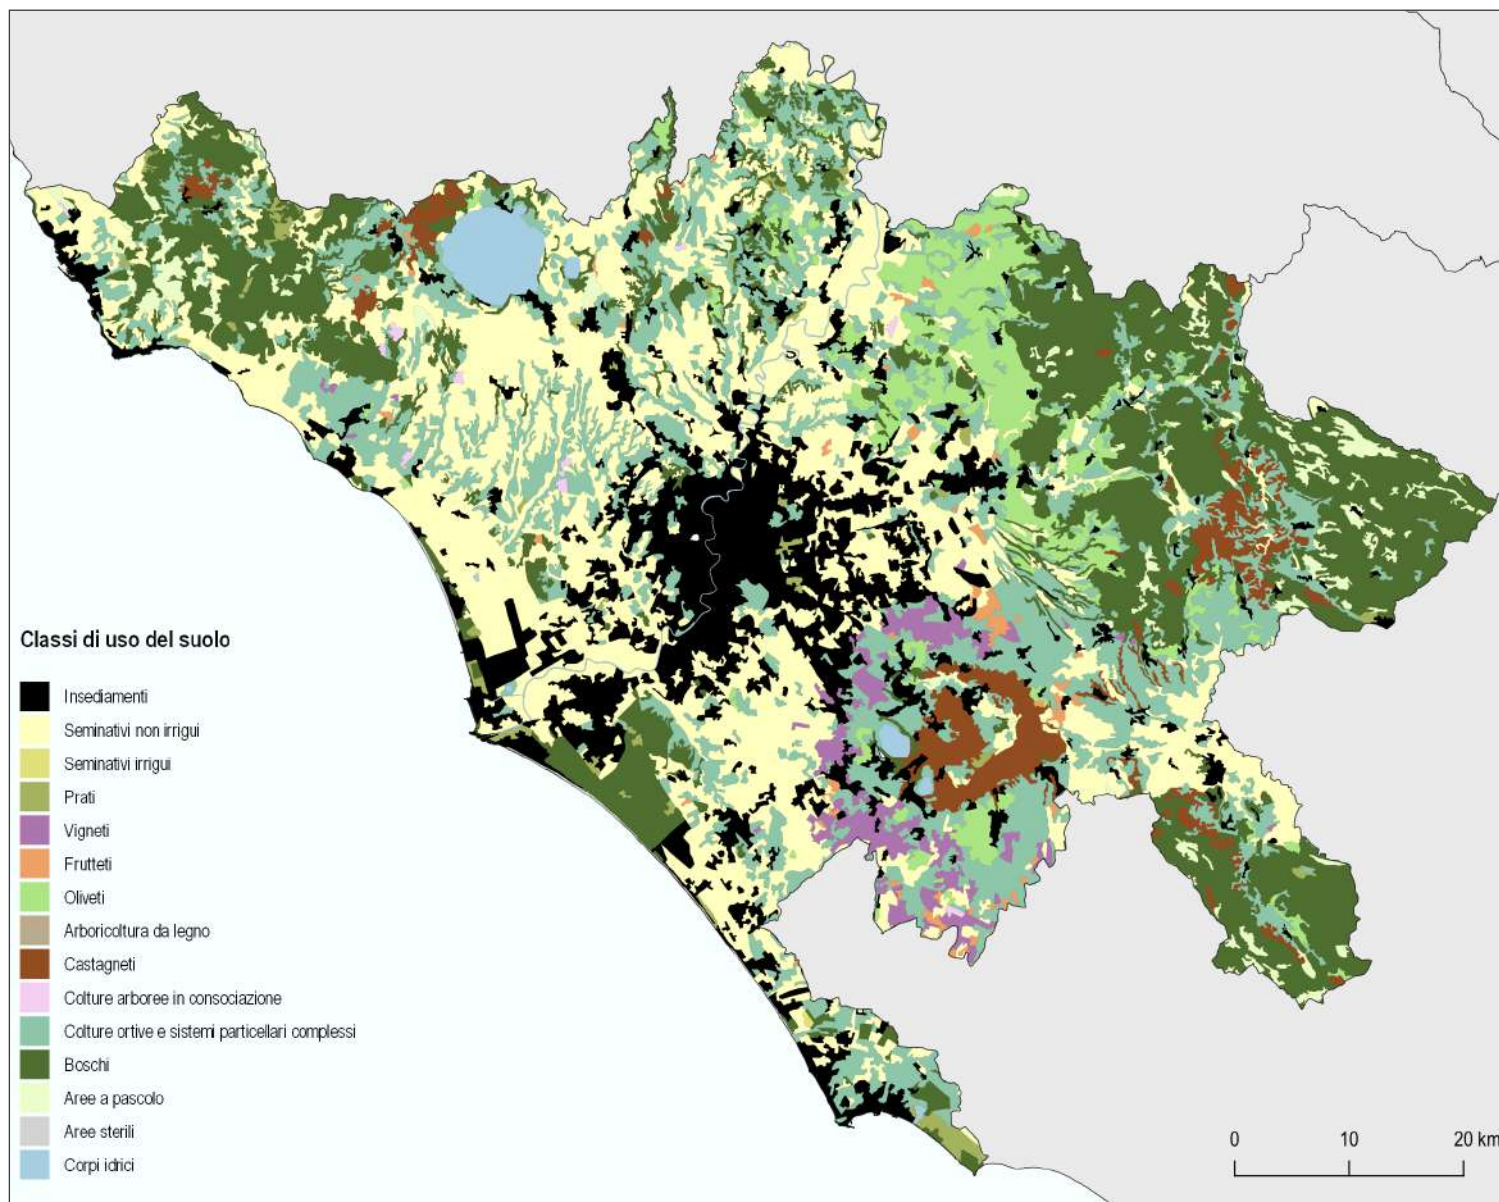 Classi di uso del suolo
Insediamenti
Seminativi non irrigui
Seminativi irrigui
Prati
Vigneti
Frutteti
Oliveti
Arboricoltura da legno
Castagneti
Colture arboree in consociazione
Colture ortive e sistemi particellari complessi
Boschi
Aree a pascolo
Aree sterili
Corpi idrici
0 10 20 km